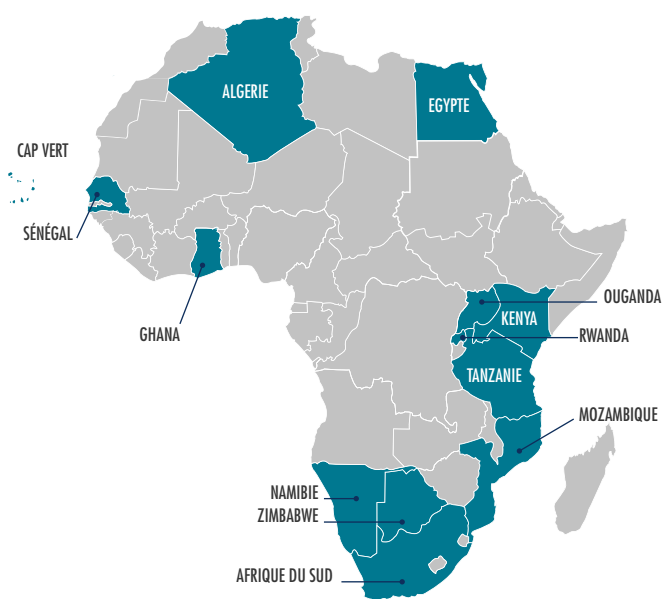 ALGERIE
EGYPTE
CAP VERT
SÉNÉGAL
GHANA
OUGANDA
KENYA
RWANDA
TANZANIE
MOZAMBIQUE
NAMIBIE
ZIMBABWE
AFRIQUE DU SUD